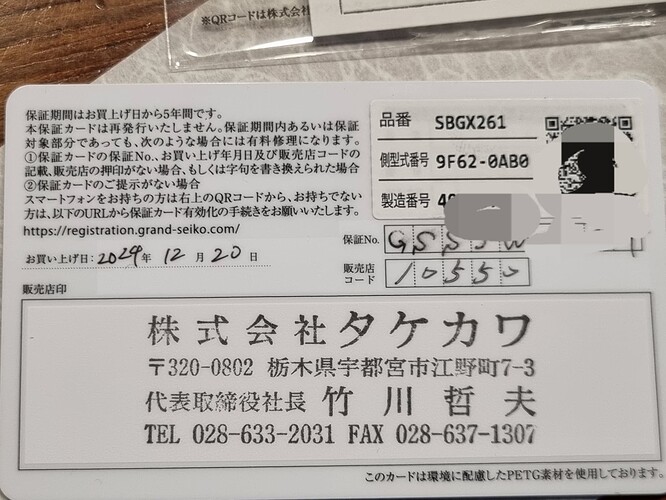 ※QRコードは株式会社
保証期間はお買上げ日から5年間です。
本保証カードは再発行いたしません。保証期間内あるいは保証
対象部分であっても、次のような場合には有料修理になります。
①保証カードの保証No.、お買い上げ年月日及び販売店コードの
記載、販売店の押印がない場合、もしくは字句を書き換えられた場合
②保証カードのご提示がない場合
スマートフォンをお持ちの方は右上のQRコードから、お持ちでない
方は、以下のURLから保証カード有効化の手続きをお願いいたします。
https://registration.grand-seiko.com/
お買い上げ日: 2024年 12月 20日
品番 SBGX261
側型式番号 9F62-0AB0
製造番号
保証No. GSS
販売店コード 10550
販売店印
株式会社タケカワ
〒320-0802 栃木県宇都宮市江野町7-3
代表取締役社長 竹川哲夫
TEL 028-633-2031 FAX 028-637-1307
このカードは環境に配慮したPETG素材を使用しております。